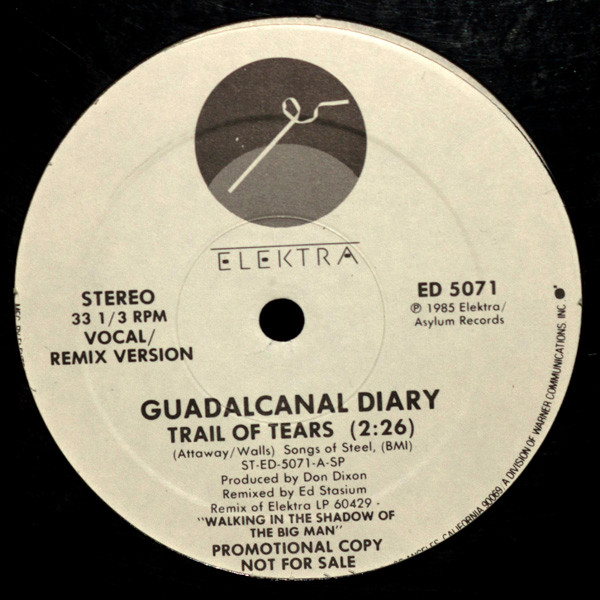 ELEKTRA
STEREO
33 1/3 RPM
VOCAL/
REMIX VERSION
ED 5071
℗ 1985 Elektra/
Asylum Records
GUADALCANAL DIARY
TRAIL OF TEARS (2:26)
(Attaway/Walls) Songs of Steel, (BMI)
ST-ED-5071-A-SP
Produced by Don Dixon
Remixed by Ed Stasium
Remix of Elektra LP 60429 -
"WALKING IN THE SHADOW OF
THE BIG MAN"
PROMOTIONAL COPY
NOT FOR SALE
CALIFORNIA 90069 A DIVISION OF WARNER COMMUNICATIONS INC